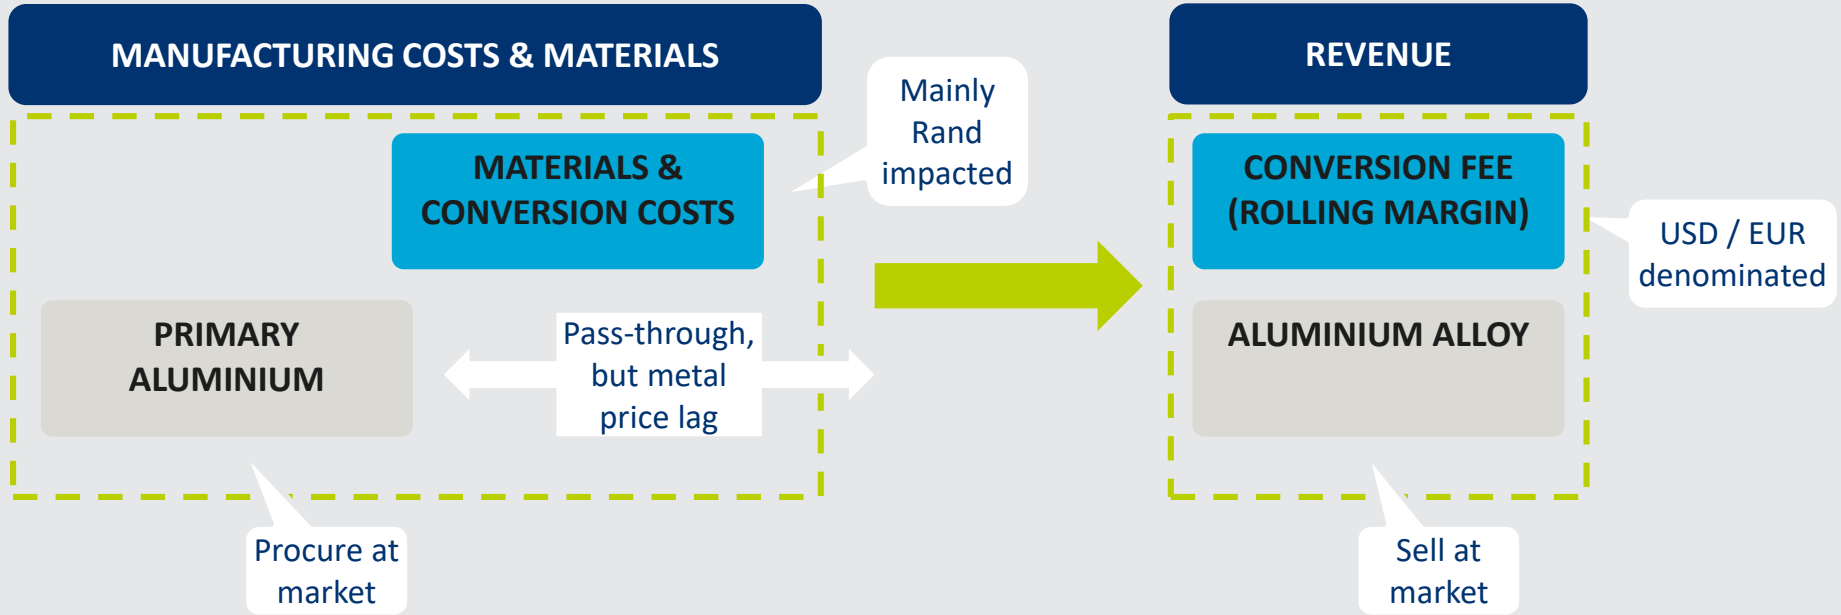 MANUFACTURING COSTS & MATERIALS
MATERIALS &
CONVERSION COSTS
Mainly
Rand
impacted
PRIMARY
ALUMINIUM
Pass-through,
but metal
price lag
Procure at
market
REVENUE
CONVERSION FEE
(ROLLING MARGIN)
USD / EUR
denominated
ALUMINIUM ALLOY
Sell at
market